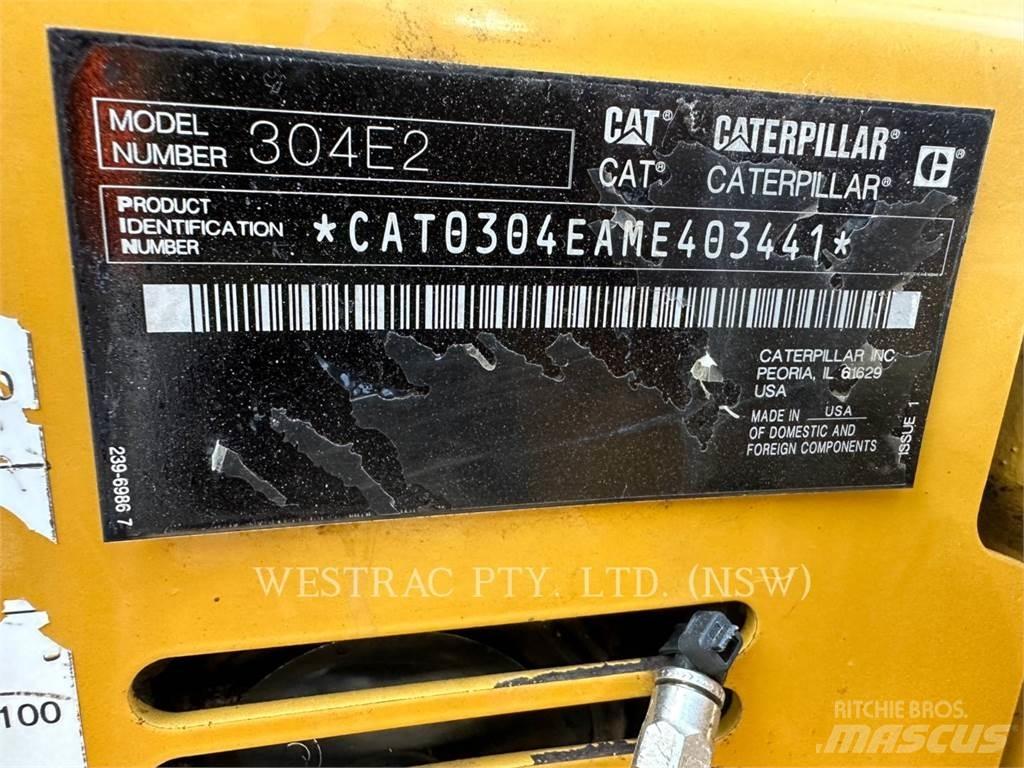 MODEL
NUMBER 304E2
CAT® CATERPILLAR®
CAT® CATERPILLAR®
PRODUCT
IDENTIFICATION
NUMBER
*CAT0304EAME403441*
CATERPILLAR INC.
PEORIA, IL 61629
USA
MADE IN USA
OF DOMESTIC AND
FOREIGN COMPONENTS
ISSUE 1
239-6986 7
WESTRAC PTY. LTD. (NSW)
100
RITCHIE BROS.
MASCUS